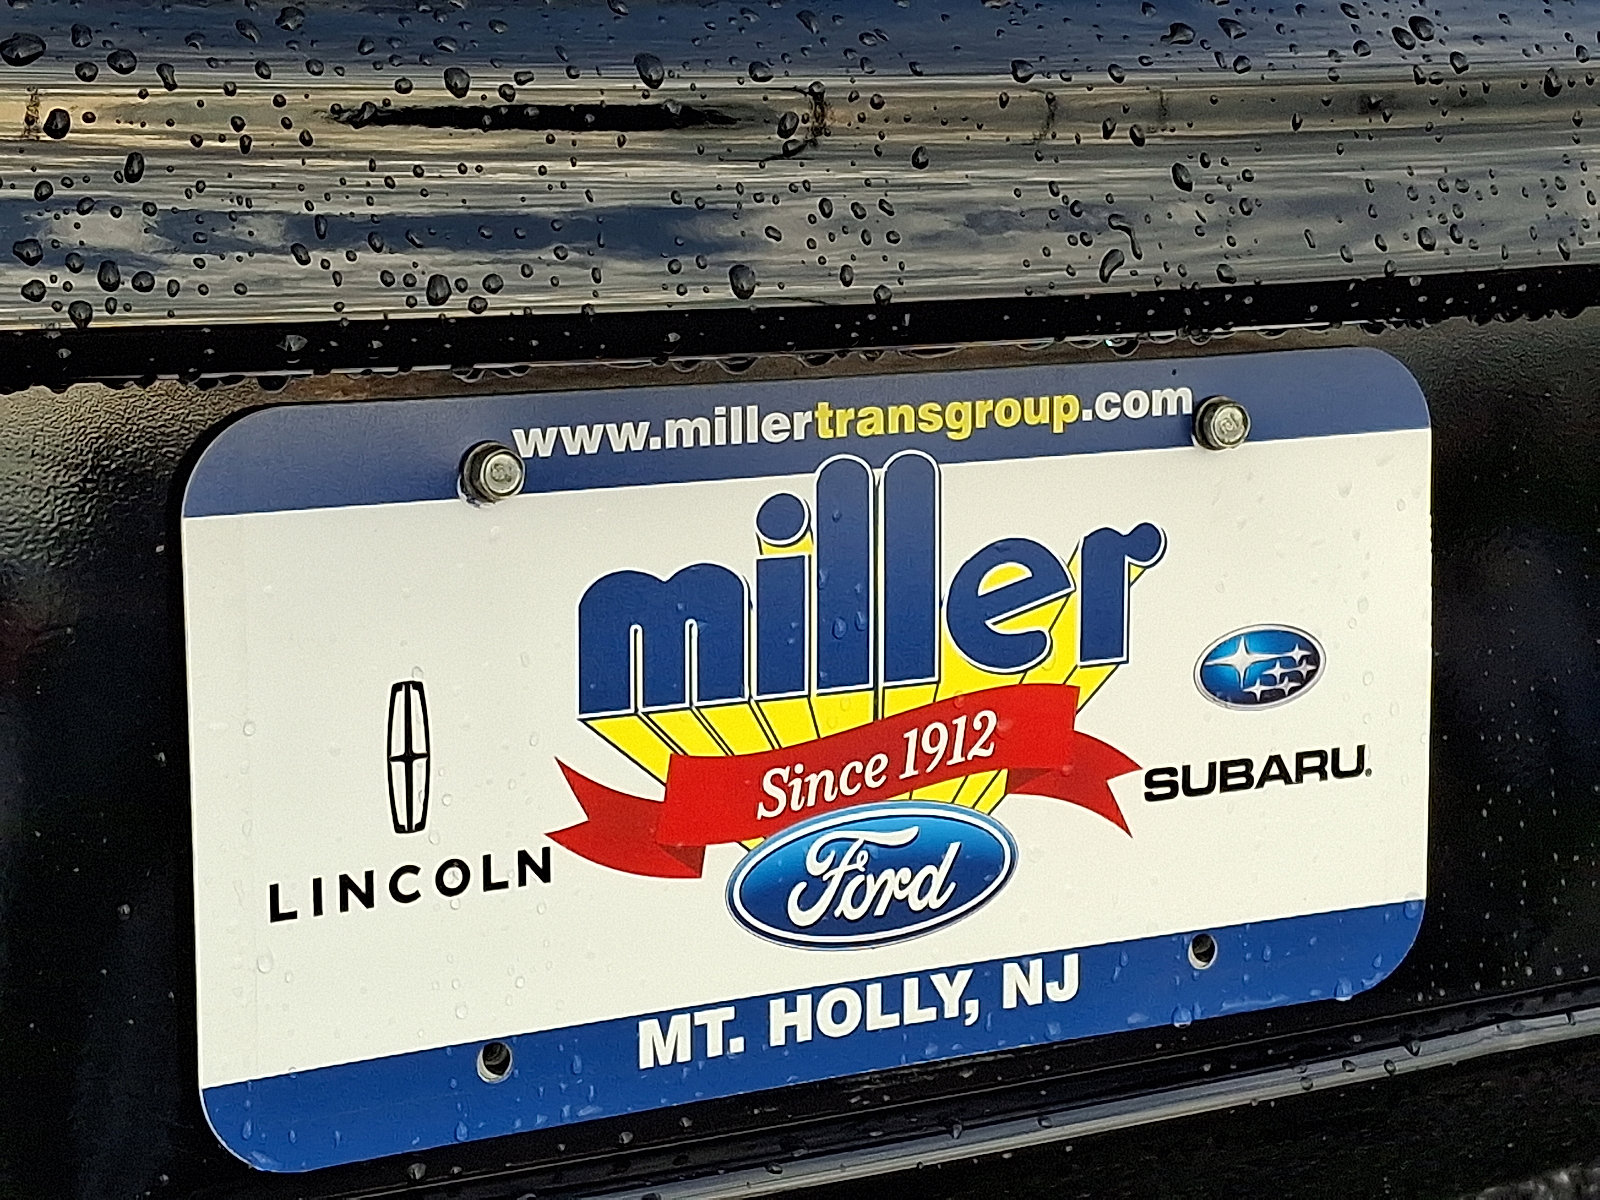 www.millertransgroup.com
miller
Since 1912
LINCOLN
SUBARU.
Ford
MT. HOLLY, NJ